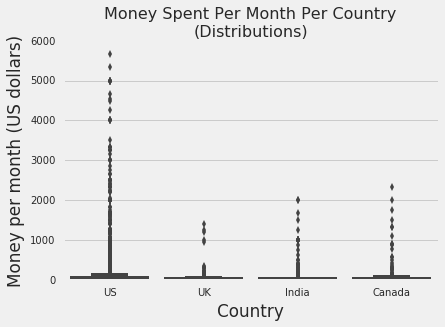 Money Spent Per Month Per Country
(Distributions)
6000
5000
4000
3000
2000
1000
0
Money per month (US dollars)
US UK India Canada
Country